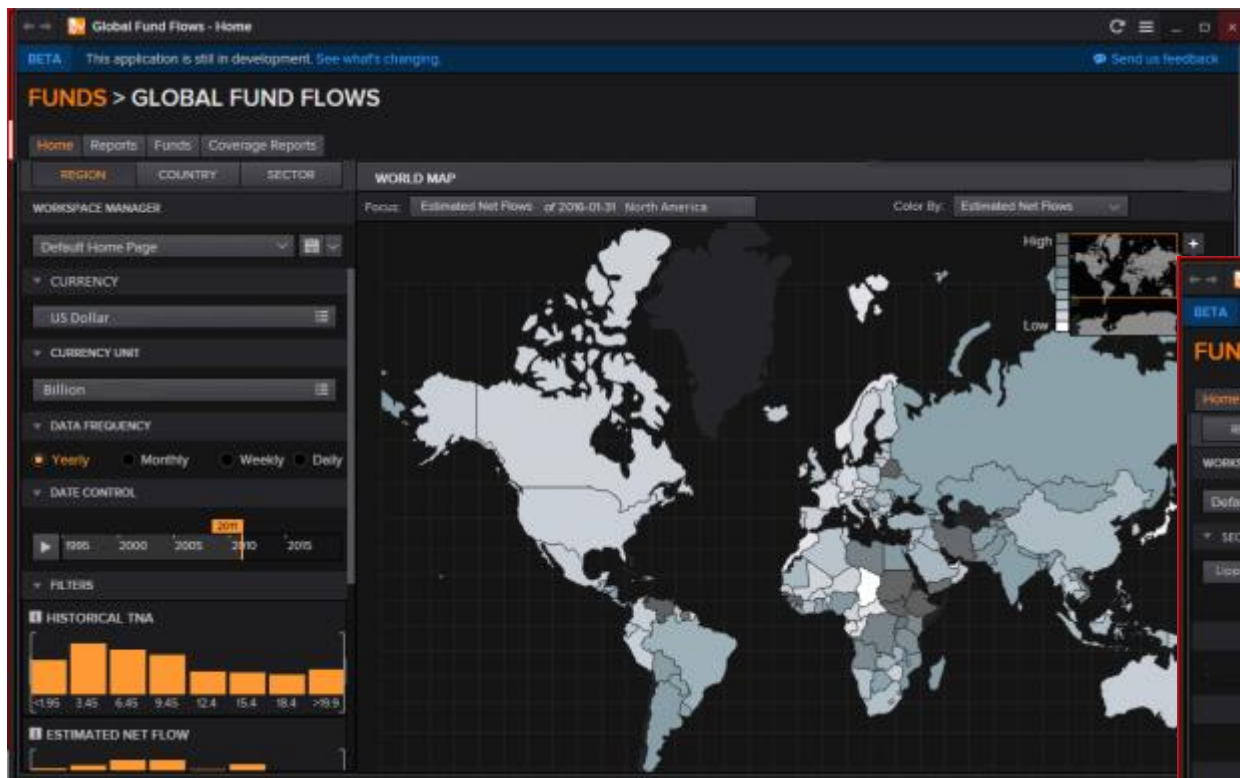 Global Fund Flows - Home
BETA This application is still in development. See what's changing. Send us feedback
FUNDS > GLOBAL FUND FLOWS
Home Reports Funds Coverage Reports
REGION COUNTRY SECTOR
WORLD MAP
WORKSPACE MANAGER
Focus: Estimated Net Flows of 2016-01-31 North America Color By: Estimated Net Flows
Default Home Page
High
Low
CURRENCY
US Dollar
CURRENCY UNIT
Billion
DATA FREQUENCY
Yearly Monthly Weekly Daily
DATE CONTROL
2011
1995 2000 2005 2010 2015
FILTERS
HISTORICAL TNA
<1.95 3.45 6.45 9.45 12.4 15.4 18.4 >19.9
ESTIMATED NET FLOW
BETA
FUN
Home
WORKS
Defa
SEC
Lipp